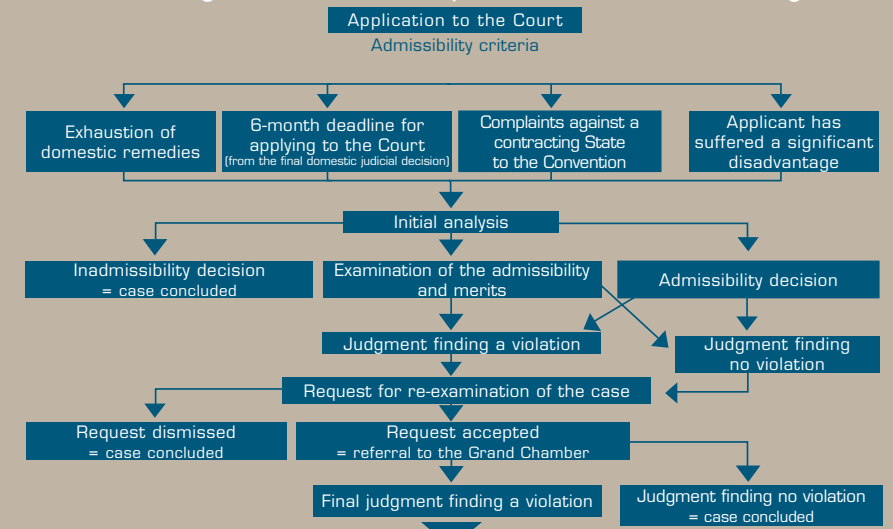 Application to the Court
Admissibility criteria
Exhaustion of
domestic remedies
6-month deadline for
applying to the Court
(from the final domestic judicial decision)
Complaints against a
contracting State
to the Convention
Applicant has
suffered a significant
disadvantage
Initial analysis
Inadmissibility decision
= case concluded
Examination of the admissibility
and merits
Admissibility decision
Judgment finding a violation
Judgment finding
no violation
Request for re-examination of the case
Request dismissed
= case concluded
Request accepted
= referral to the Grand Chamber
Final judgment finding a violation
Judgment finding no violation
= case concluded